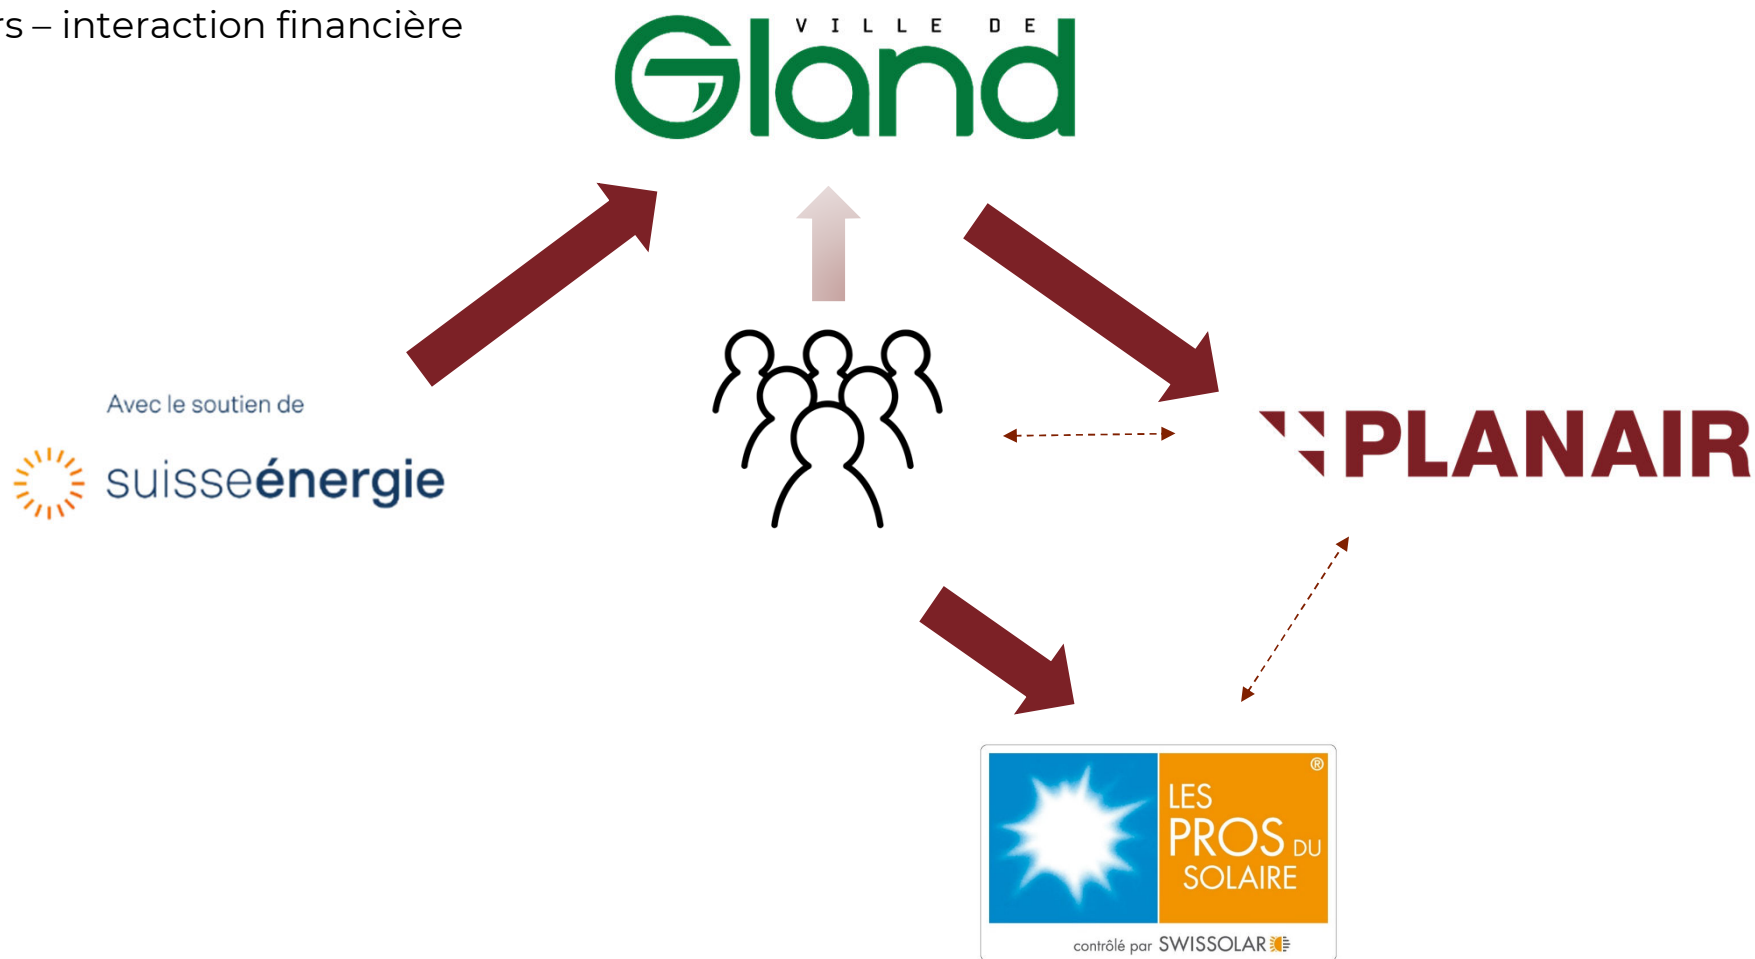 rs – interaction financière
VILLE DE
Gland
Avec le soutien de
suisseénergie
PLANAIR
LES
PROS DU
SOLAIRE
®
contrôlé par SWISSOLAR